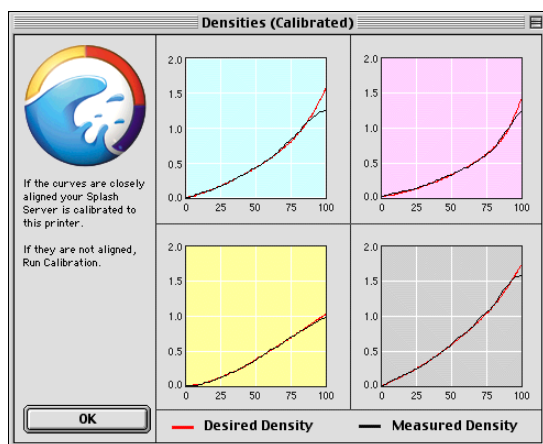 Densities (Calibrated)
If the curves are closely
aligned your Splash
Server is calibrated to
this printer.
If they are not aligned,
Run Calibration.
OK
2.0
1.5
1.0
0.5
0.0
0 25 50 75 100
2.0
1.5
1.0
0.5
0.0
0 25 50 75 100
2.0
1.5
1.0
0.5
0.0
0 25 50 75 100
2.0
1.5
1.0
0.5
0.0
0 25 50 75 100
Desired Density Measured Density